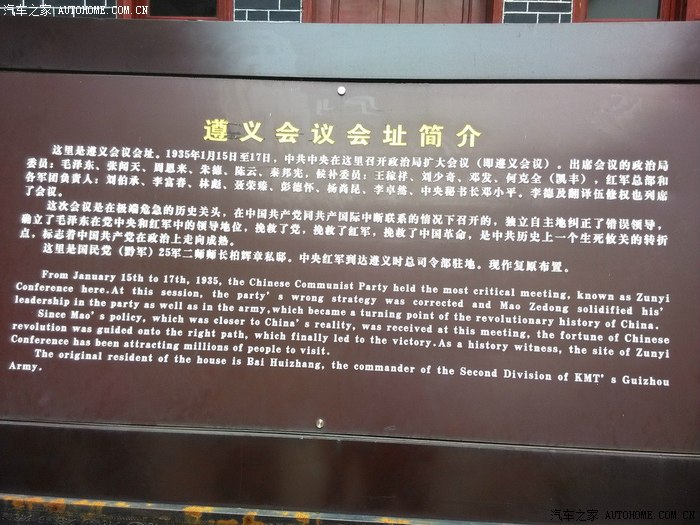 汽车之家|AUTOHOME.COM.CN
遵义会议会址简介
这里是遵义会议会址。1935年1月15日至17日，中共中央在这里召开政治局扩大会议（即遵义会议）。出席会议的政治局
委员：毛泽东、张闻天、周恩来、朱德、陈云、秦邦宪，候补委员：王稼祥、刘少奇、邓发、何克全（凯丰），红军总部和
各军团负责人：刘伯承、李富春、林彪、聂荣臻、彭德怀、杨尚昆、李卓然、中央秘书长邓小平。李德及翻译伍修权也列席
了会议。
这次会议是在极端危急的历史关头，在中国共产党同共产国际中断联系的情况下召开的，独立自主地纠正了错误领导，
确立了毛泽东在党中央和红军中的领导地位，挽救了党，挽救了红军，挽救了中国革命，是中共历史上一个生死攸关的转折
点，标志着中国共产党在政治上走向成熟。
这里是国民党（黔军）25军二师师长柏辉章私邸。中央红军到达遵义时总司令部驻地。现作复原布置。
From January 15th to 17th, 1935, the Chinese Communist Party held the most critical meeting, known as Zunyi
Conference here.At this session, the party's wrong strategy was corrected and Mao Zedong solidified his'
leadership in the party as well as in the army,which became a turning point of the revolutionary history of China.
Since Mao's policy, which was closer to China's reality, was received at this meeting, the fortune of Chinese
revolution was guided onto the right path, which finally led to the victory.As a history witness, the site of Zunyi
Conference has been attracting millions of people to visit.
The original resident of the house is Bai Huizhang, the commander of the Second Division of KMT's Guizhou
Army.
汽车之家 AUTOHOME.COM.CN